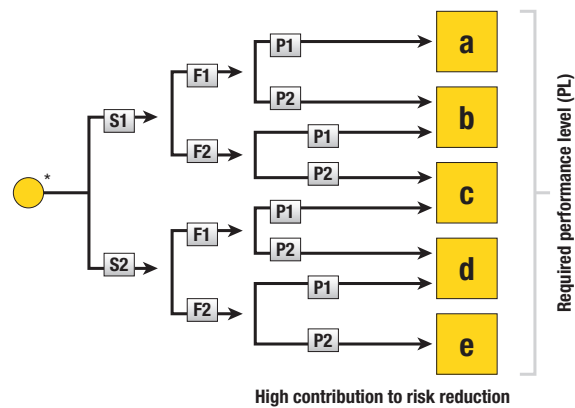 P1
a
F1
P2
b
S1
F2
P1
P2
c
*
F1
P1
P2
d
S2
F2
P1
P2
e
Required performance level (PL)
High contribution to risk reduction